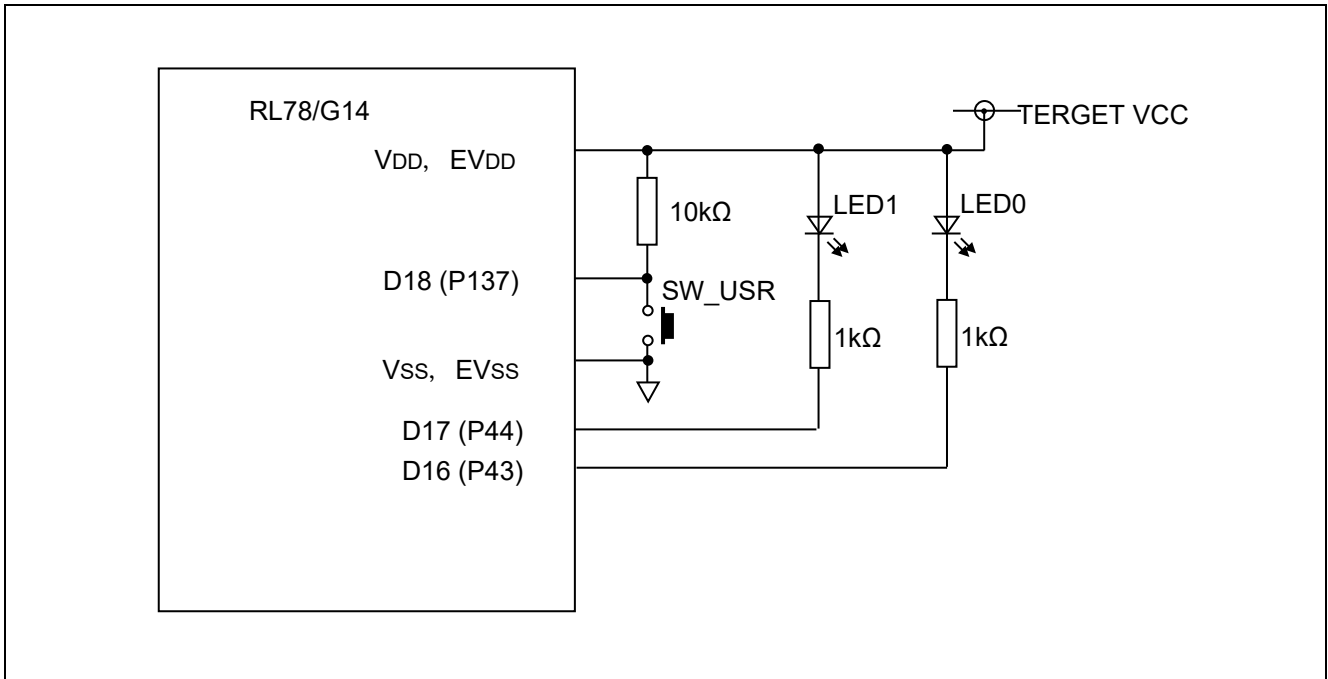 RL78/G14
TERGET VCC
VDD, EVDD
LED1
LED0
10kΩ
D18 (P137)
SW_USR
1kΩ
1kΩ
VSS, EVSS
D17 (P44)
D16 (P43)